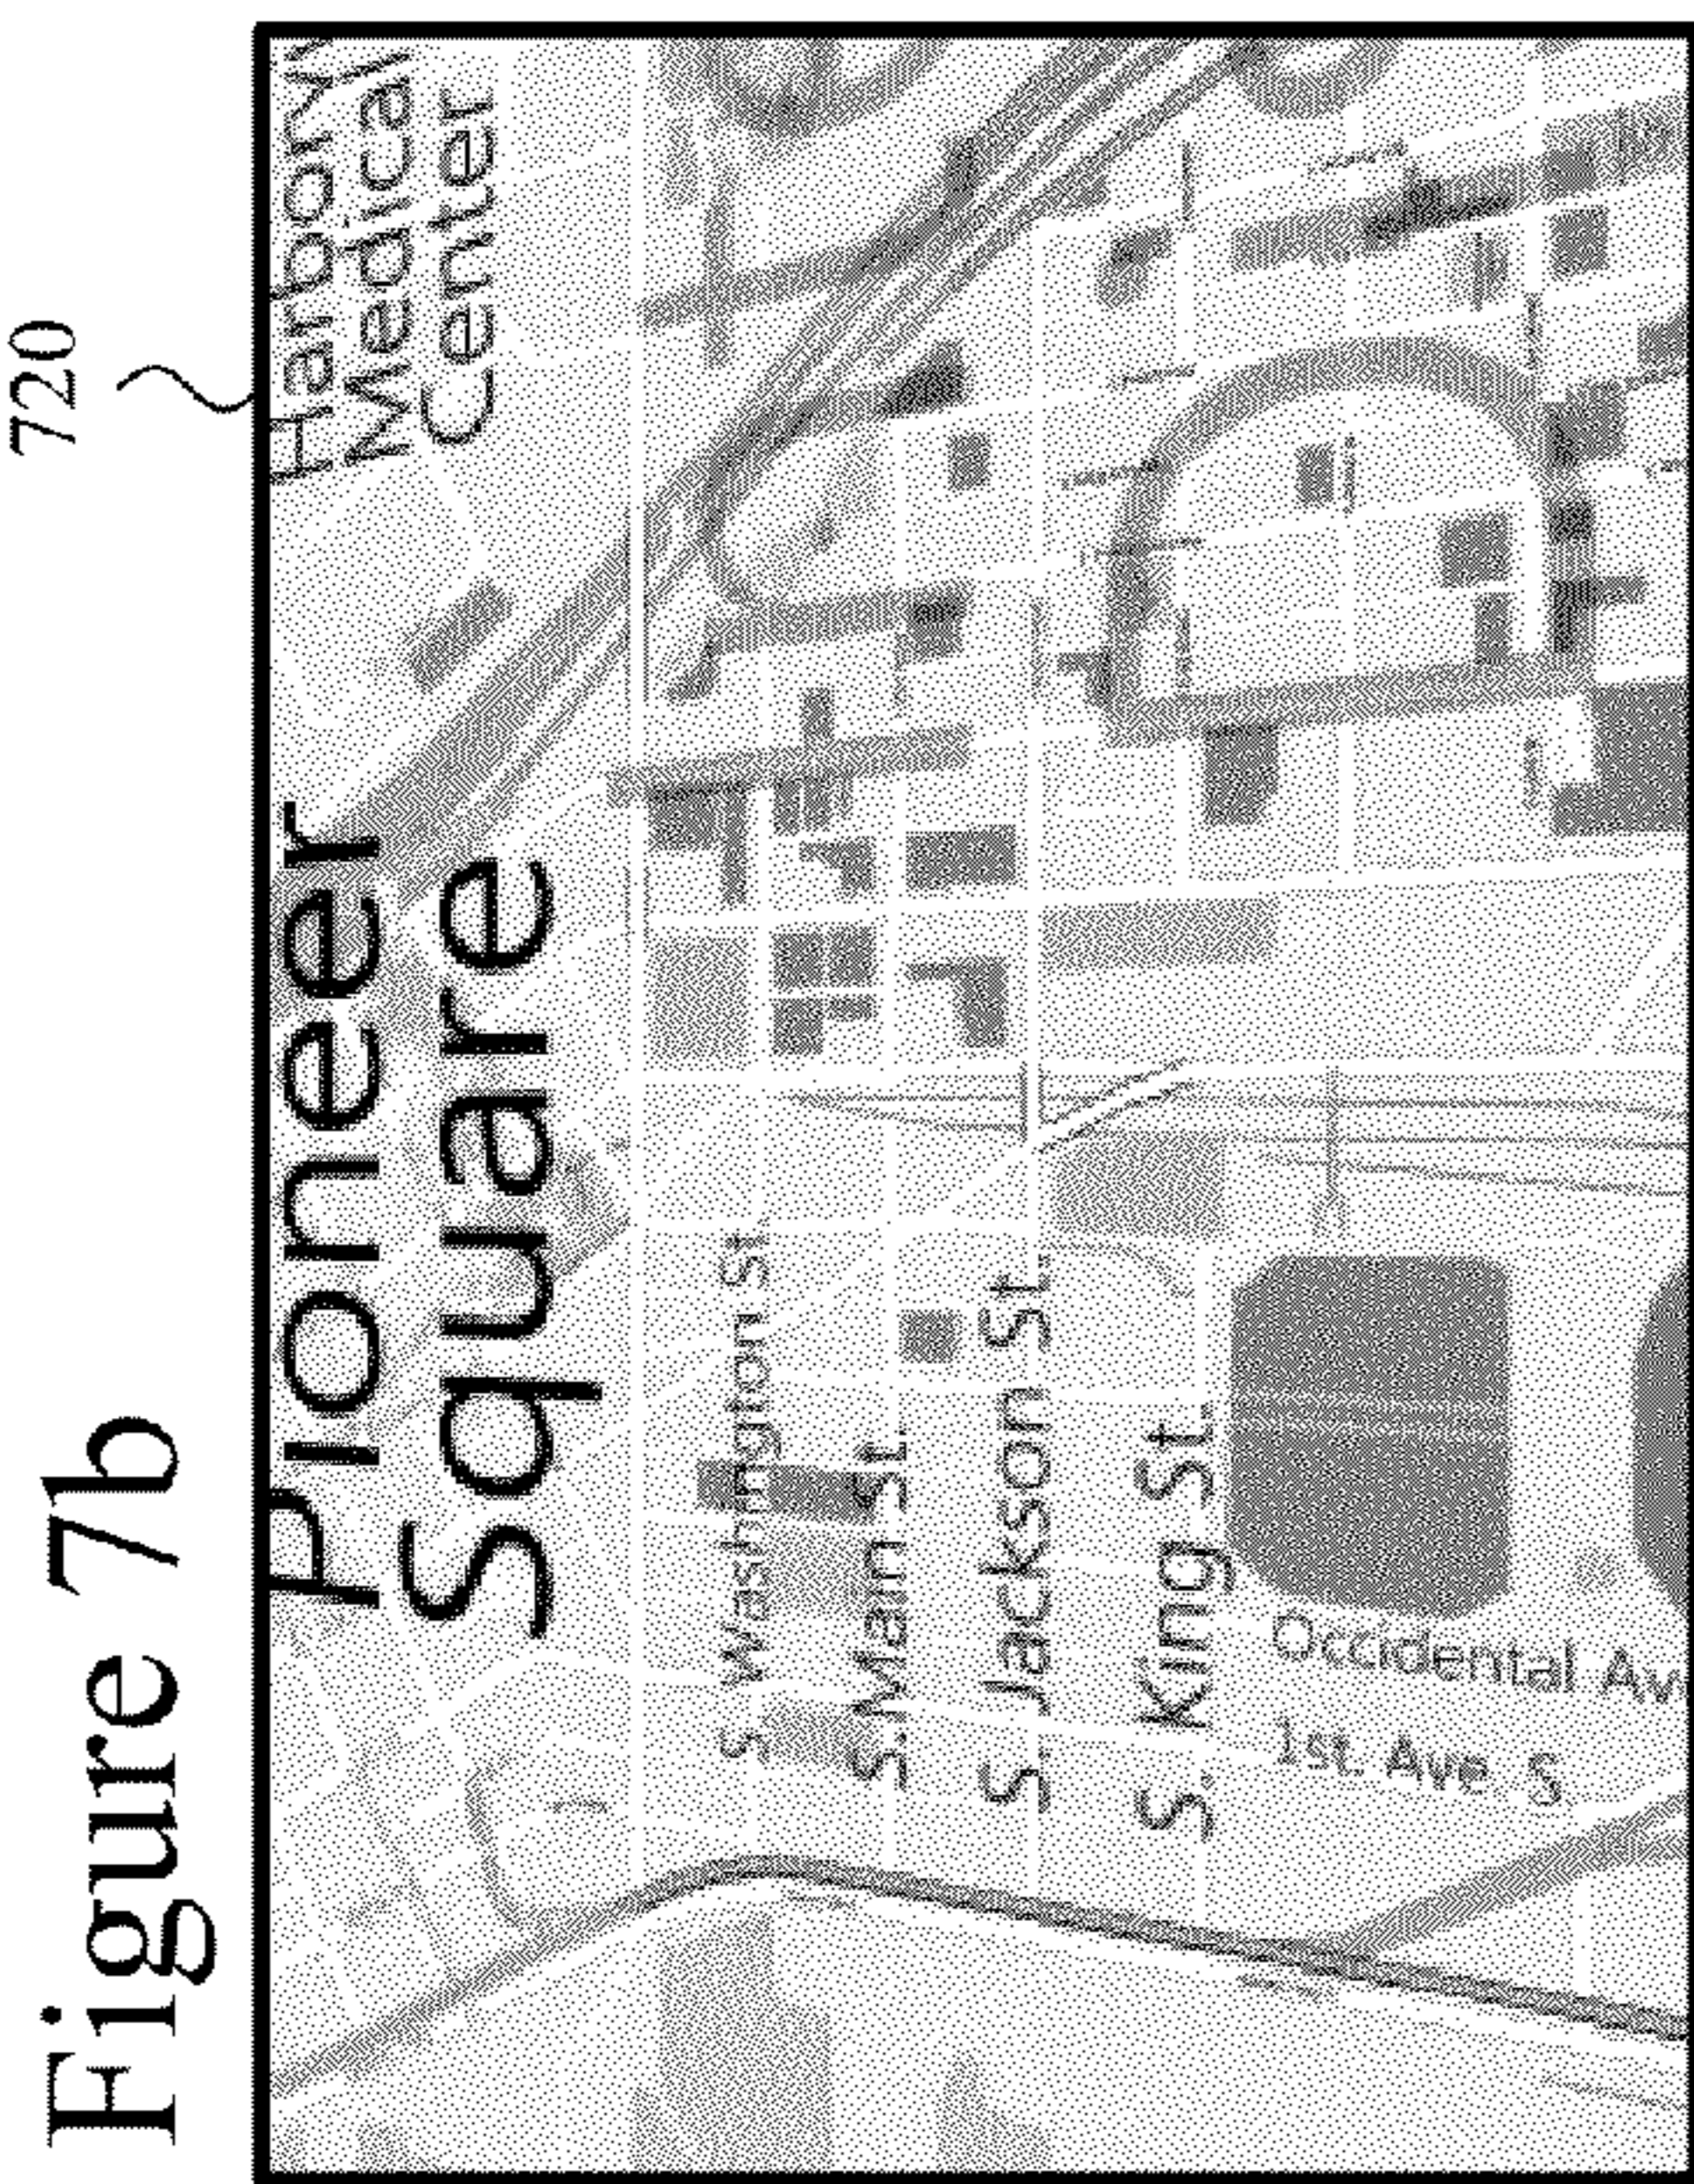 Figure 7b
720
Pioneer
Square
Harborv
Medical
Center
S. Washington St.
S. Main St.
S. Jackson St.
S. King St.
Occidental Av
1st. Ave. S